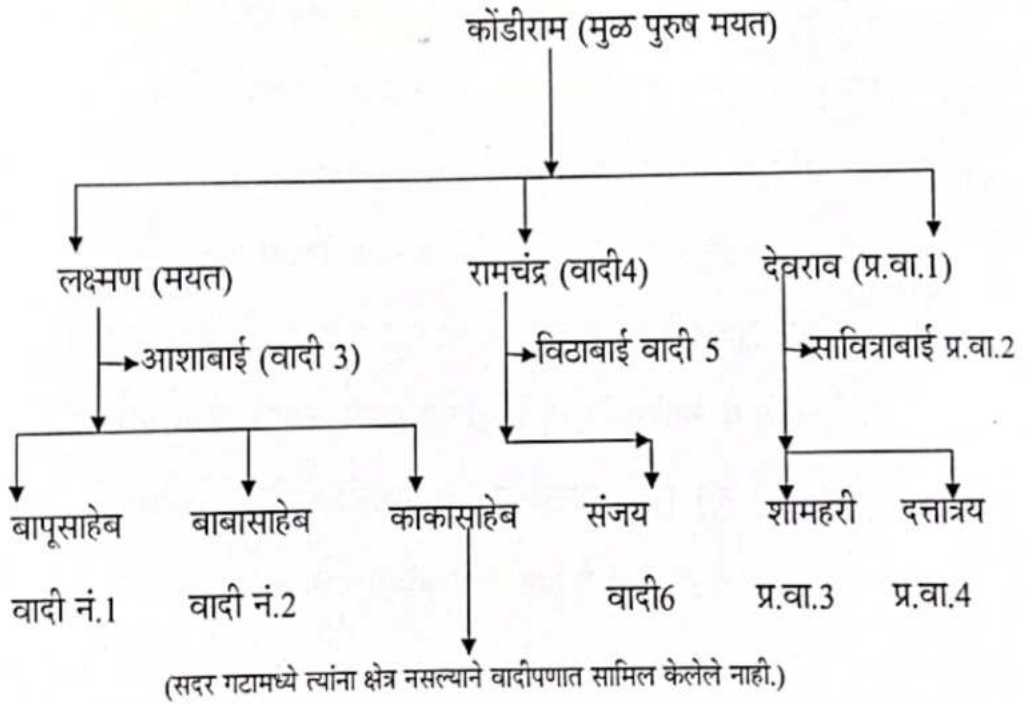 कोंडीराम (मुळ पुरुष मयत)
लक्ष्मण (मयत) रामचंद्र (वादी4) देवराव (प्र.वा.1)
आशाबाई (वादी 3) विठाबाई वादी 5 सावित्राबाई प्र.वा.2
बापूसाहेब बाबासाहेब काकासाहेब संजय शामहरी दत्तात्रय
वादी नं.1 वादी नं.2 वादी6 प्र.वा.3 प्र.वा.4
(सदर गटामध्ये त्यांना क्षेत्र नसल्याने वादीपणात सामिल केलेले नाही.)